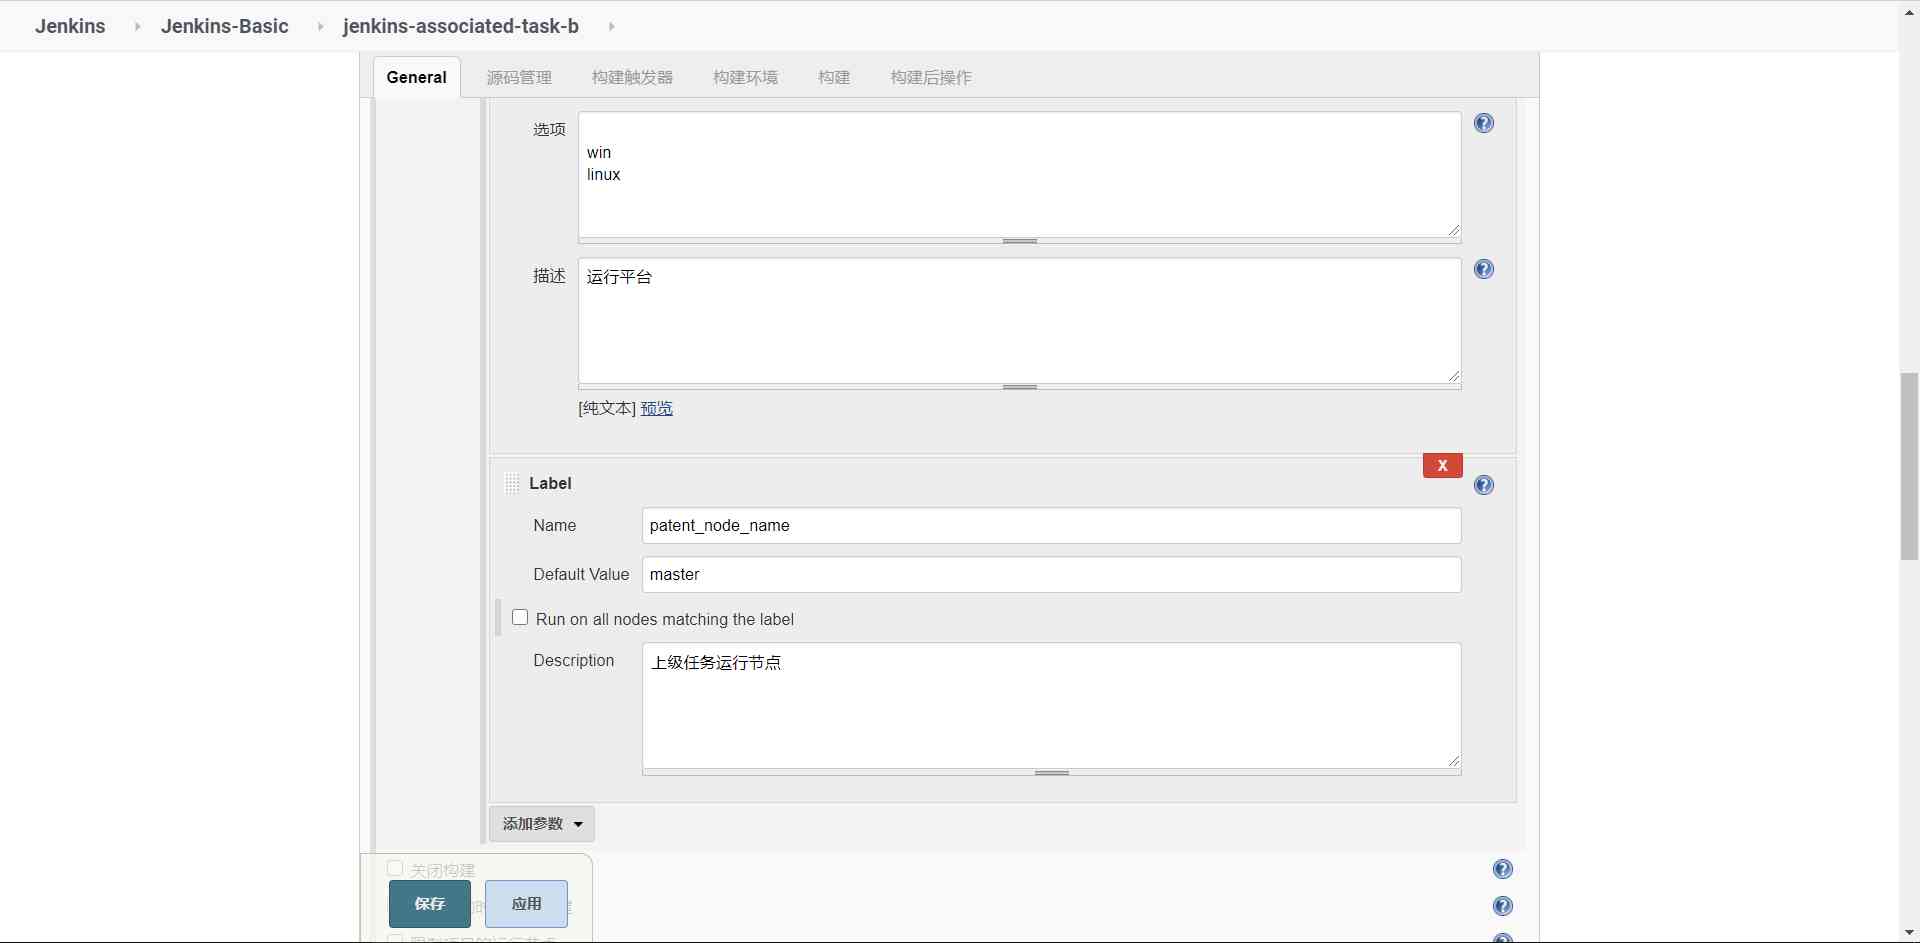 Jenkins Jenkins-Basic jenkins-associated-task-b
General 源码管理 构建触发器 构建环境 构建 构建后操作
选项
win
linux
描述 运行平台
[纯文本] 预览
X
Label
Name patent_node_name
Default Value master
Run on all nodes matching the label
Description 上级任务运行节点
添加参数
关闭构建
保存 应用